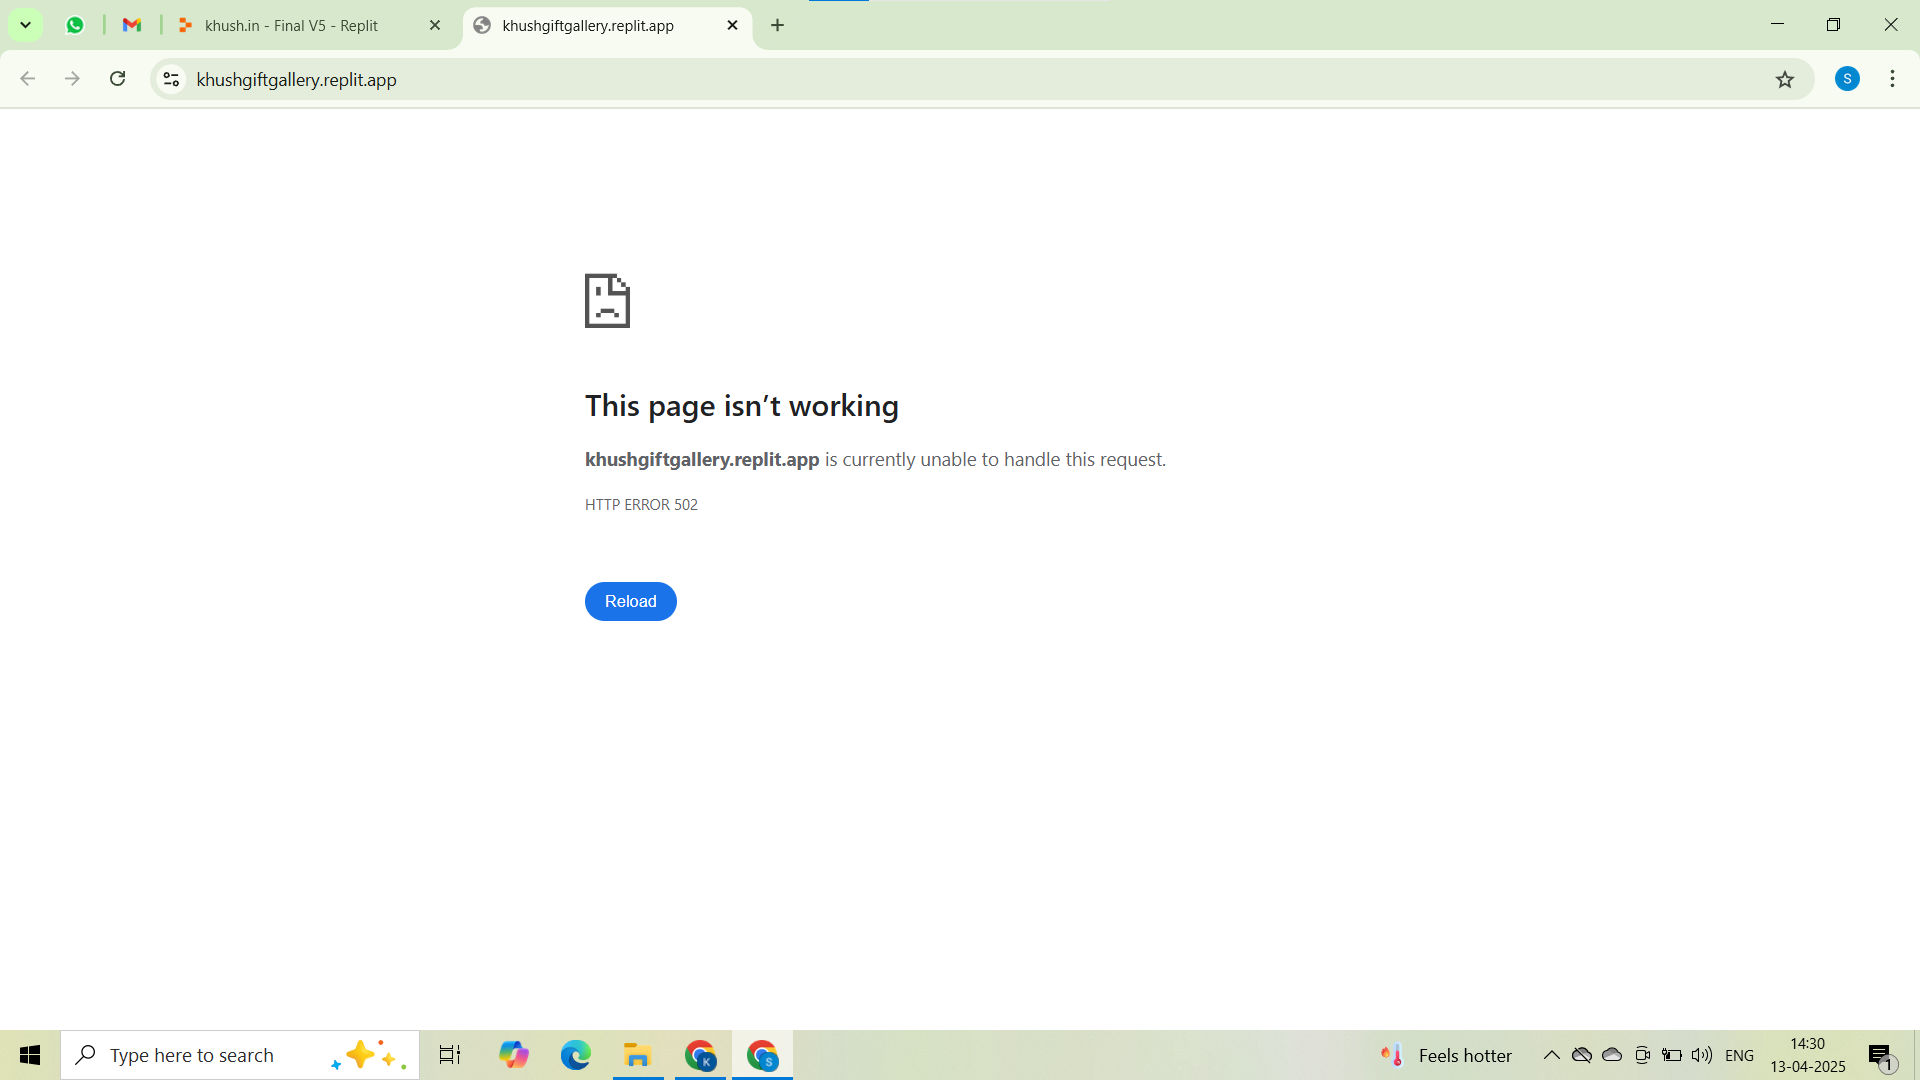 khush.in - Final V5 - Replit
khushgiftgallery.replit.app
khushgiftgallery.replit.app
S
This page isn’t working
khushgiftgallery.replit.app is currently unable to handle this request.
HTTP ERROR 502
Reload
Type here to search
K
S
Feels hotter
ENG
14:30
13-04-2025
1